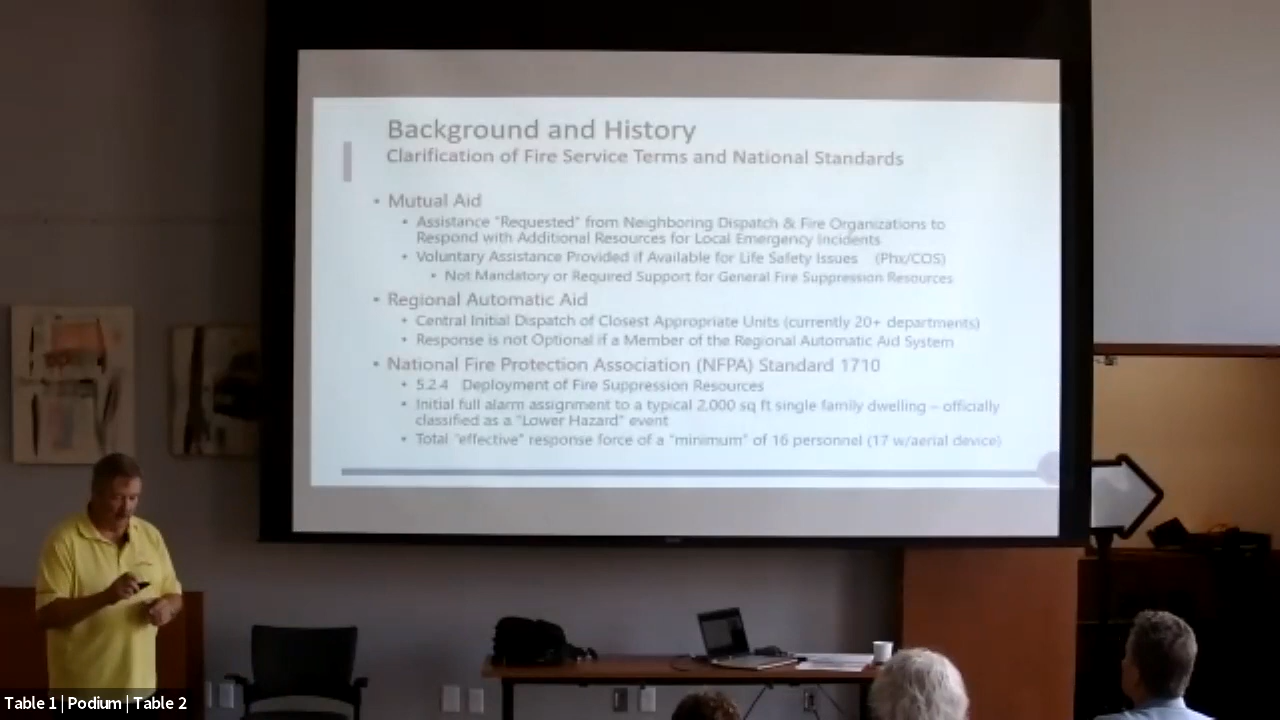 Background and History
Clarification of Fire Service Terms and National Standards
• Mutual Aid
• Assistance "Requested" from Neighboring Dispatch & Fire Organizations to
Respond with Additional Resources for Local Emergency Incidents
• Voluntary Assistance Provided if Available for Life Safety Issues (Phx/COS)
• Not Mandatory or Required Support for General Fire Suppression Resources
• Regional Automatic Aid
• Central Initial Dispatch of Closest Appropriate Units (currently 20+ departments)
• Response is not Optional if a Member of the Regional Automatic Aid System
• National Fire Protection Association (NFPA) Standard 1710
• 5.2.4 Deployment of Fire Suppression Resources
• Initial full alarm assignment to a typical 2,000 sq ft single family dwelling – officially
classified as a "Lower Hazard" event
• Total "effective" response force of a "minimum" of 16 personnel (17 w/aerial device)
Table 1 | Podium | Table 2